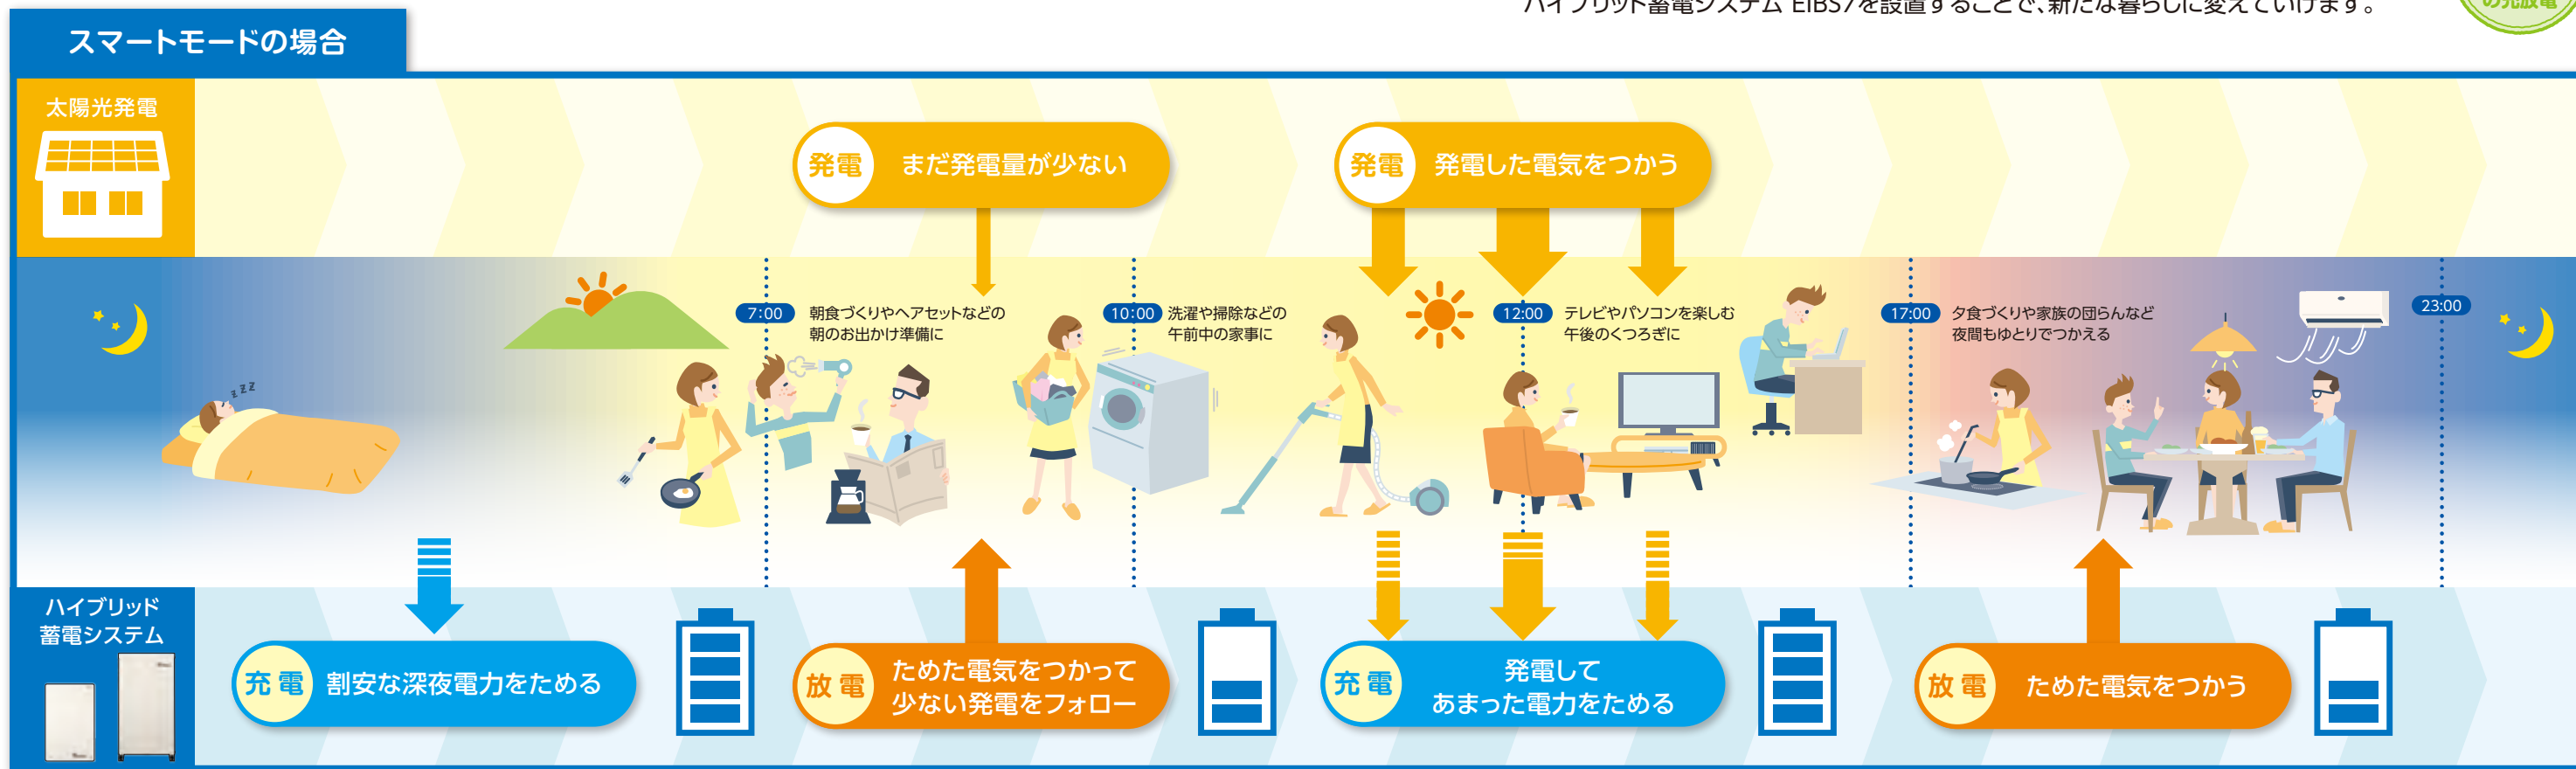 ハイブリッド蓄電システム EIBS7を設置することで、新たな暮らしに変えていけます。
の充放電
スマートモードの場合
太陽光発電
発電 まだ発電量が少ない
発電 発電した電気をつかう
7:00 朝食づくりやヘアセットなどの
朝のお出かけ準備に
10:00 洗濯や掃除などの
午前中の家事に
12:00 テレビやパソコンを楽しむ
午後のくつろぎに
17:00 夕食づくりや家族の団らんなど
夜間もゆとりでつかえる
23:00
z z z
ハイブリッド
蓄電システム
充電 割安な深夜電力をためる
放電 ためた電気をつかって
少ない発電をフォロー
充電 発電して
あまった電力をためる
放電 ためた電気をつかう